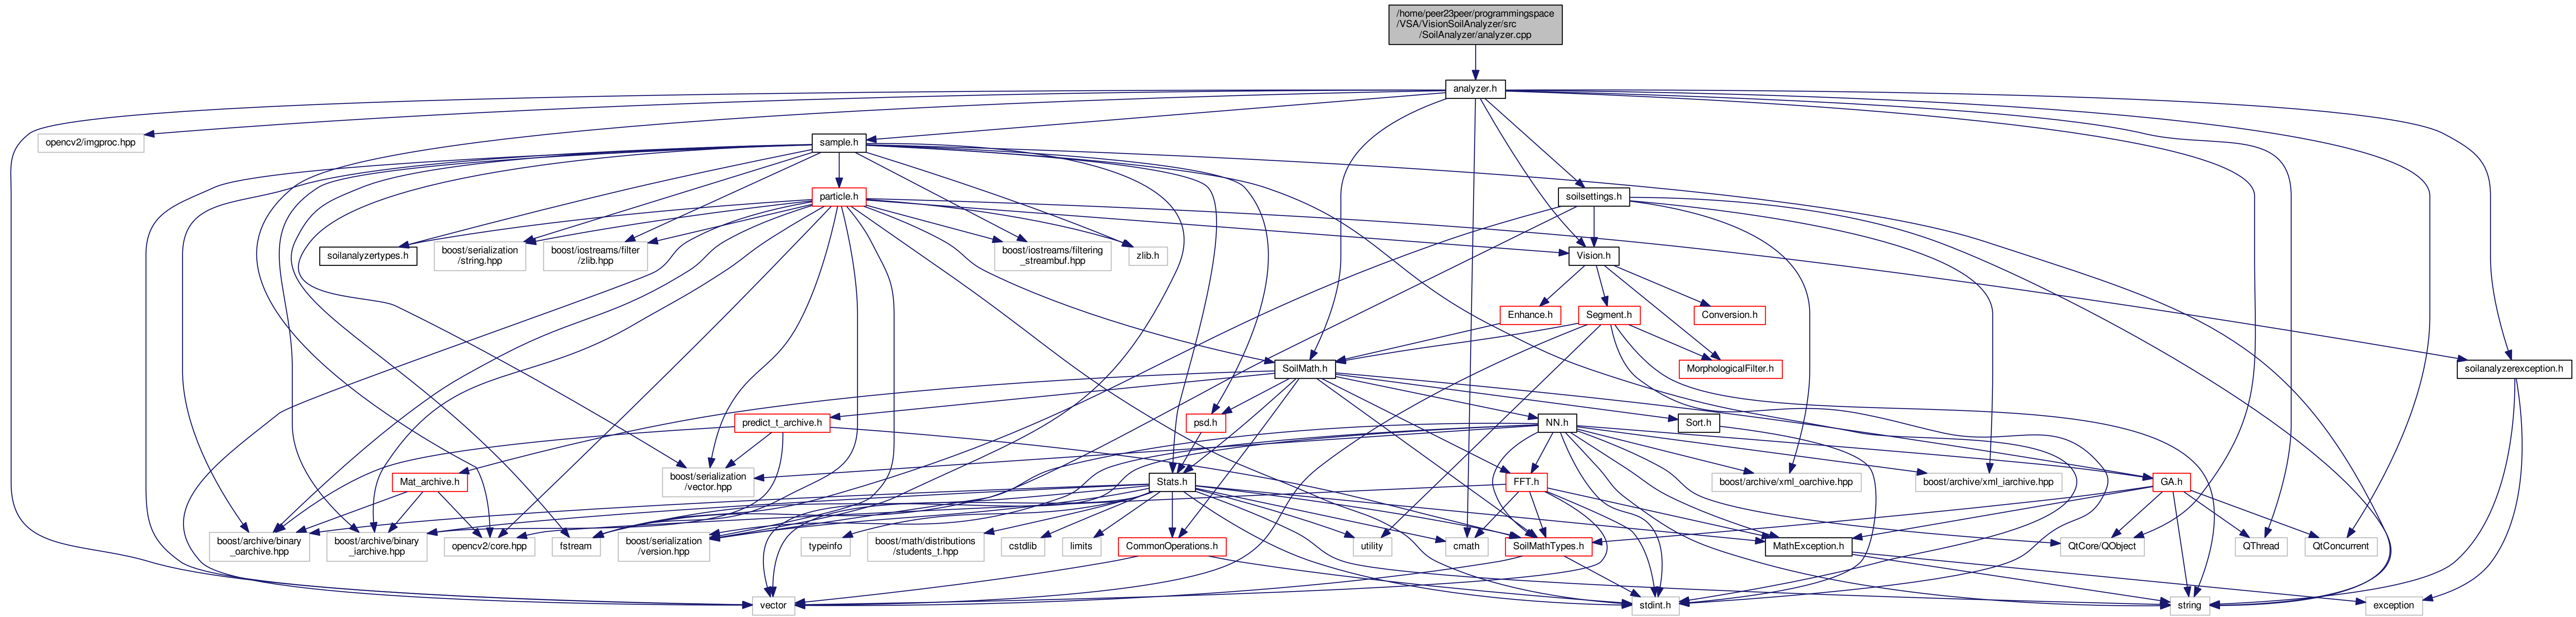 /home/peer23peer/programmingspace
/VSA/VisionSoilAnalyzer/src
/SoilAnalyzer/analyzer.cpp
analyzer.h
opencv2/imgproc.hpp
sample.h
particle.h
soilsettings.h
soilanalyzertypes.h
boost/serialization
/string.hpp
boost/iostreams/filter
/zlib.hpp
boost/iostreams/filtering
_streambuf.hpp
zlib.h
Vision.h
Enhance.h
Segment.h
Conversion.h
SoilMath.h
MorphologicalFilter.h
soilanalyzerexception.h
predict_t_archive.h
psd.h
NN.h
Sort.h
Mat_archive.h
boost/serialization
/vector.hpp
Stats.h
FFT.h
boost/archive/xml_oarchive.hpp
boost/archive/xml_iarchive.hpp
GA.h
boost/archive/binary
_oarchive.hpp
boost/archive/binary
_iarchive.hpp
opencv2/core.hpp
fstream
boost/serialization
/version.hpp
typeinfo
boost/math/distributions
/students_t.hpp
cstdlib
limits
CommonOperations.h
utility
cmath
SoilMathTypes.h
MathException.h
QtCore/QObject
QThread
QtConcurrent
vector
stdint.h
string
exception